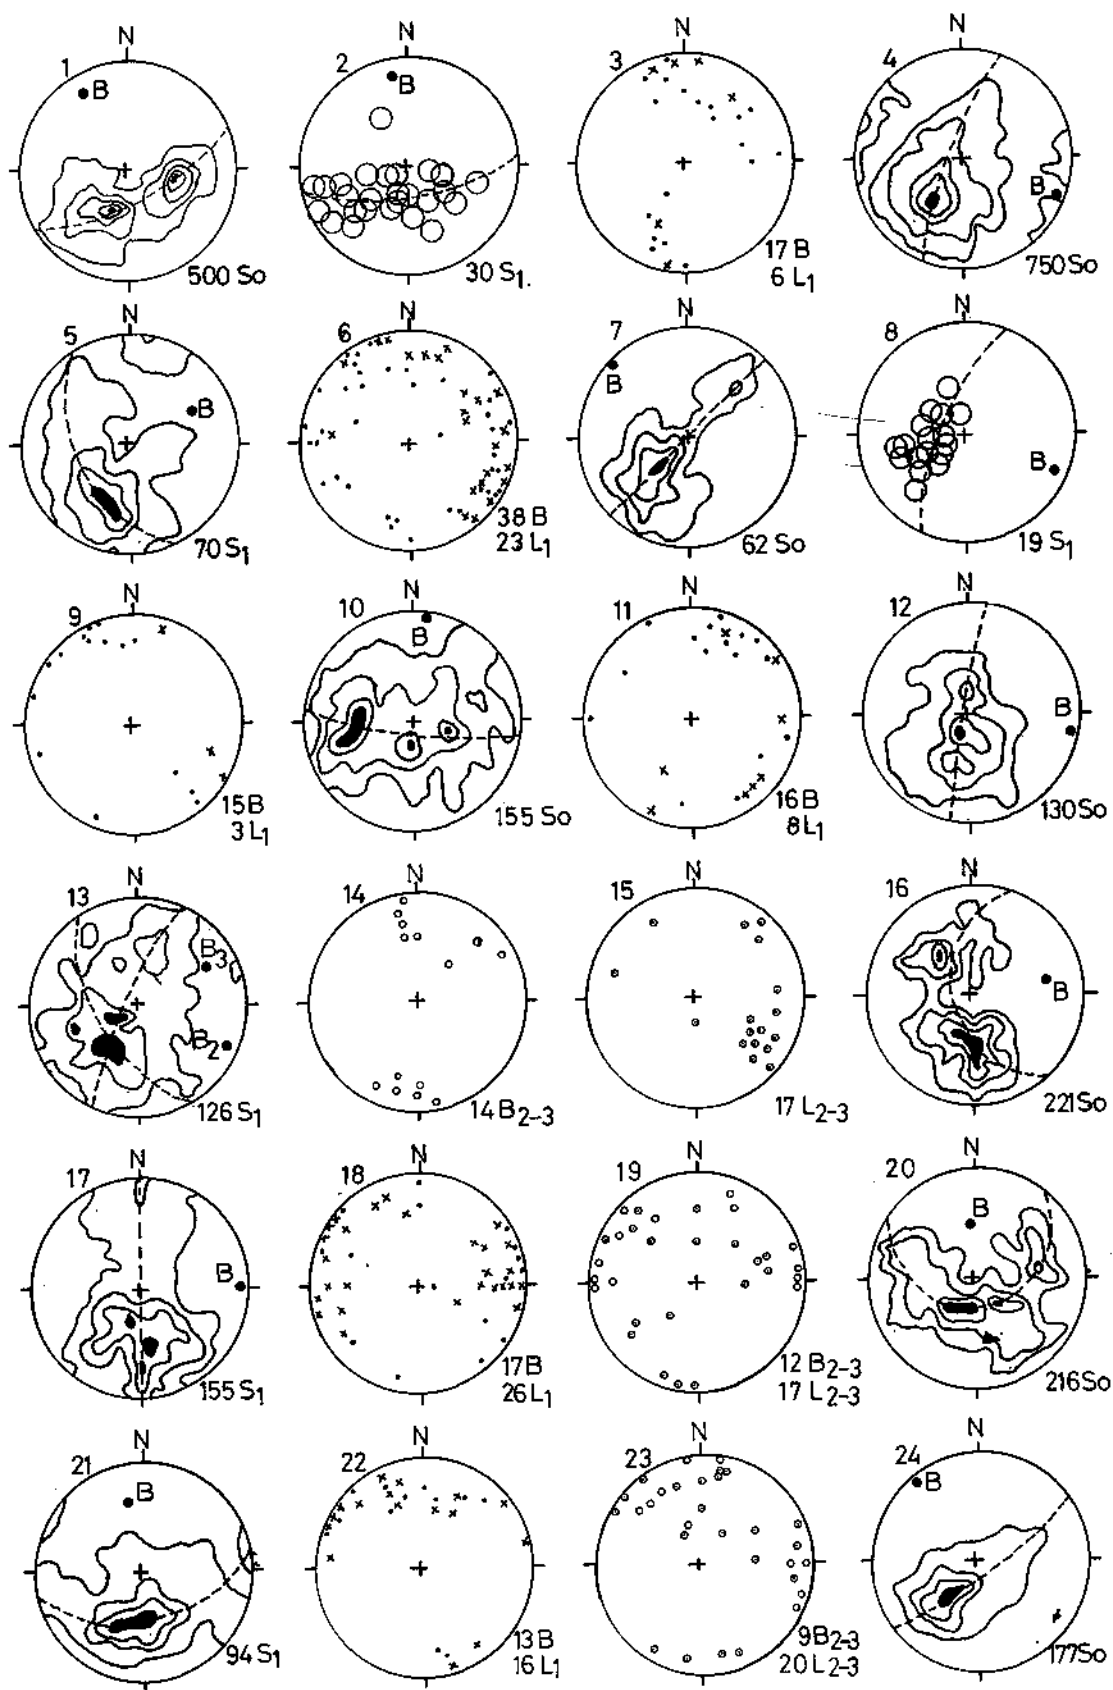 N N N N
1 2 3 4
B B B
500 So 30 S1. 17 B 750 So
6 L1
N N N N
5 6 7 8
B B B
70 S1 38 B 62 So 19 S1
23 L1
N N N N
9 10 11 12
B B
15 B 155 So 16 B 130 So
3 L1 8 L1
N N N N
13 14 15 16
B3 B
B2
126 S1 14 B2-3 17 L2-3 221 So
N N N N
17 18 19 20
B B
155 S1 17 B 12 B2-3 216 So
26 L1 17 L2-3
N N N N
21 22 23 24
B B
94 S1 13 B 9 B2-3 177 So
16 L1 20 L2-3